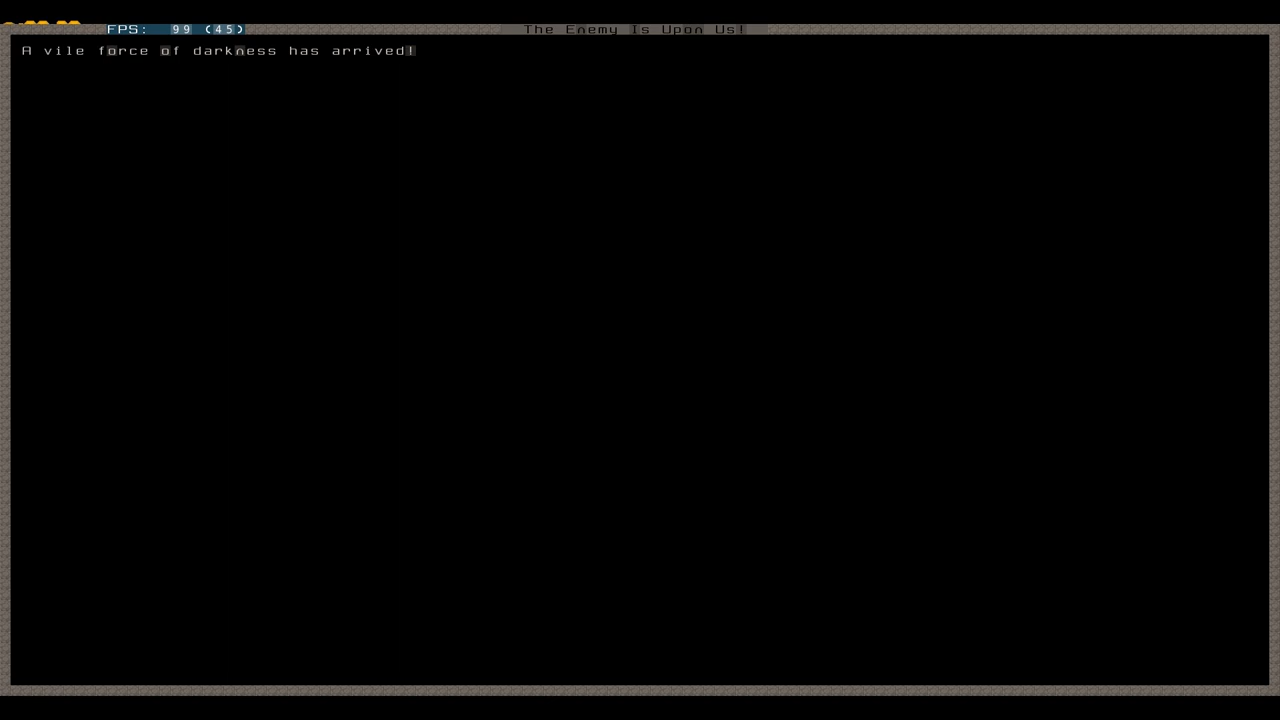 FPS: 99 (45)
The Enemy Is Upon Us!
A vile force of darkness has arrived!